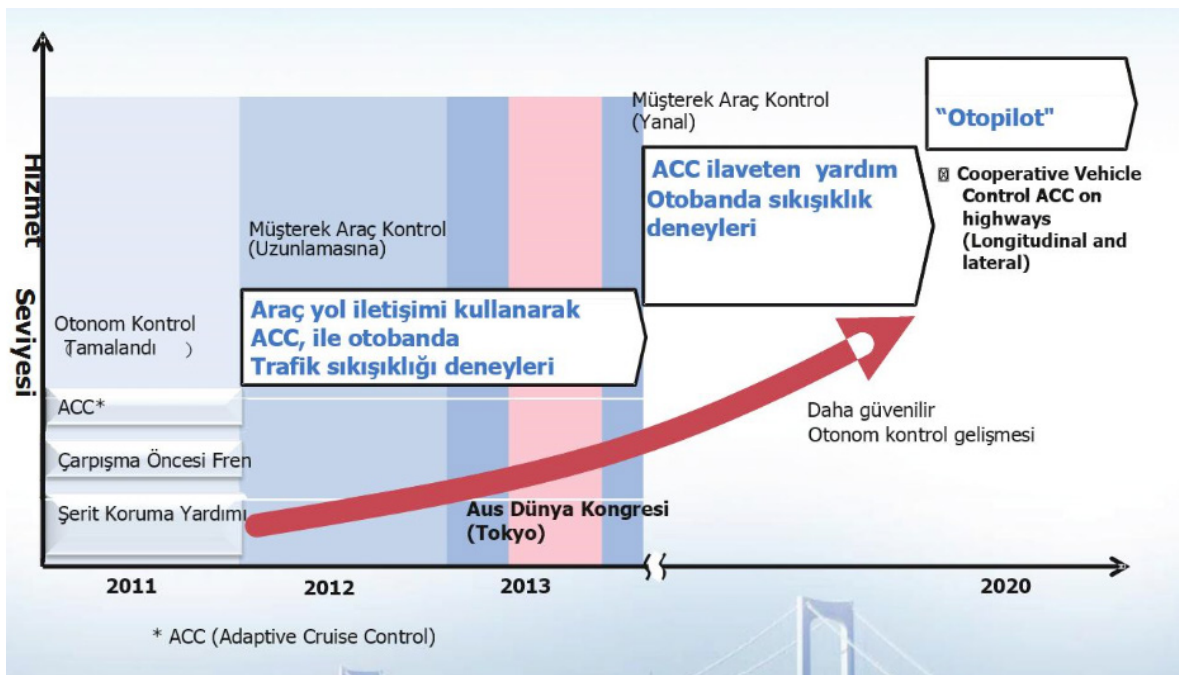 Hizmet Seviyesi
Müşterek Araç Kontrol
(Yanal)
"Otopilot"
ACC ilaveten yardım
Otobanda sıkışıklık
deneyleri
Cooperative Vehicle
Control ACC on
highways
(Longitudinal and
lateral)
Müşterek Araç Kontrol
(Uzunlamasına)
Otonom Kontrol
(Tamalandı )
Araç yol iletişimi kullanarak
ACC, ile otobanda
Trafik sıkışıklığı deneyleri
ACC*
Çarpışma Öncesi Fren
Şerit Koruma Yardımı
Daha güvenilir
Otonom kontrol gelişmesi
Aus Dünya Kongresi
(Tokyo)
2011
2012
2013
2020
* ACC (Adaptive Cruise Control)